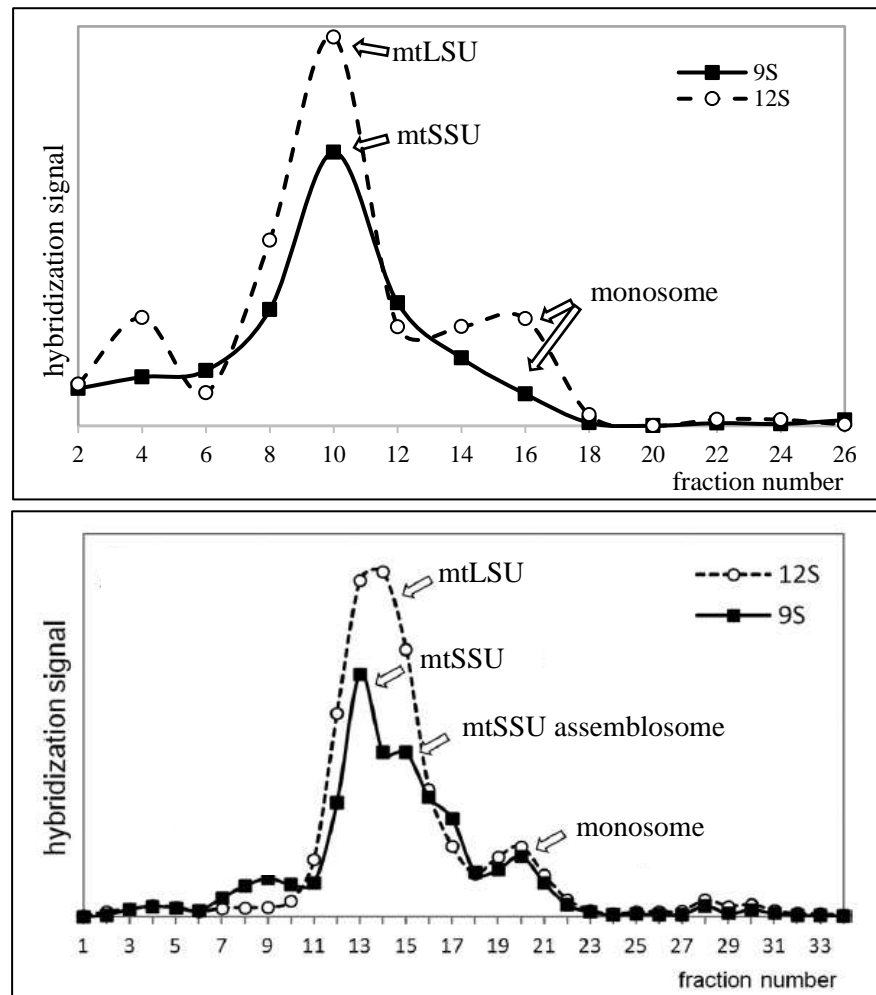 mtLSU
9S
12S
mtSSU
hybridization signal
monosome
2 4 6 8 10 12 14 16 18 20 22 24 26
fraction number
mtLSU
12S
9S
mtSSU
hybridization signal
mtSSU assemblosome
monosome
1 3 5 7 9 11 13 15 17 19 21 23 25 27 29 31 33
fraction number